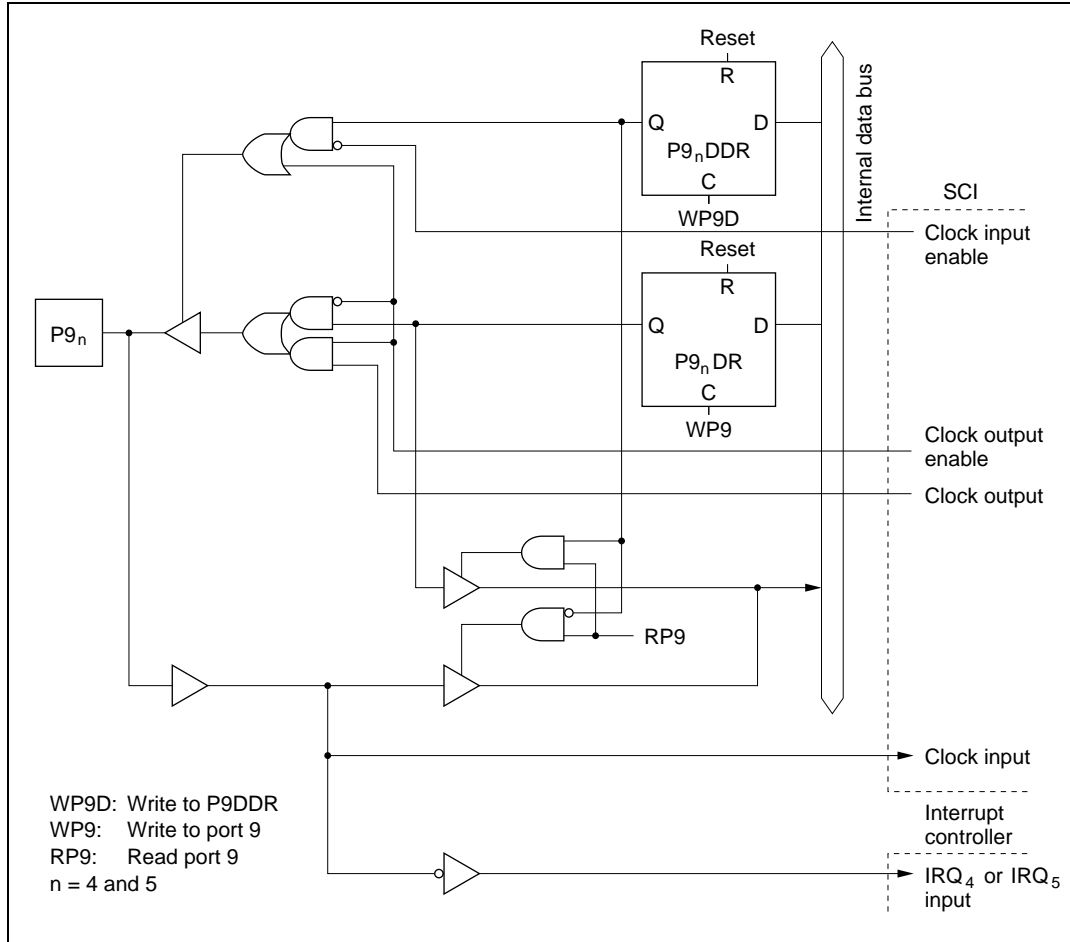 Reset
R
Q D
P9nDDR
C
WP9D
Internal data bus
SCI
Clock input
enable
Reset
R
Q D
P9nDR
C
WP9
P9n
Clock output
enable
Clock output
RP9
Clock input
WP9D: Write to P9DDR
WP9: Write to port 9
RP9: Read port 9
n = 4 and 5
Interrupt
controller
IRQ4 or IRQ5
input